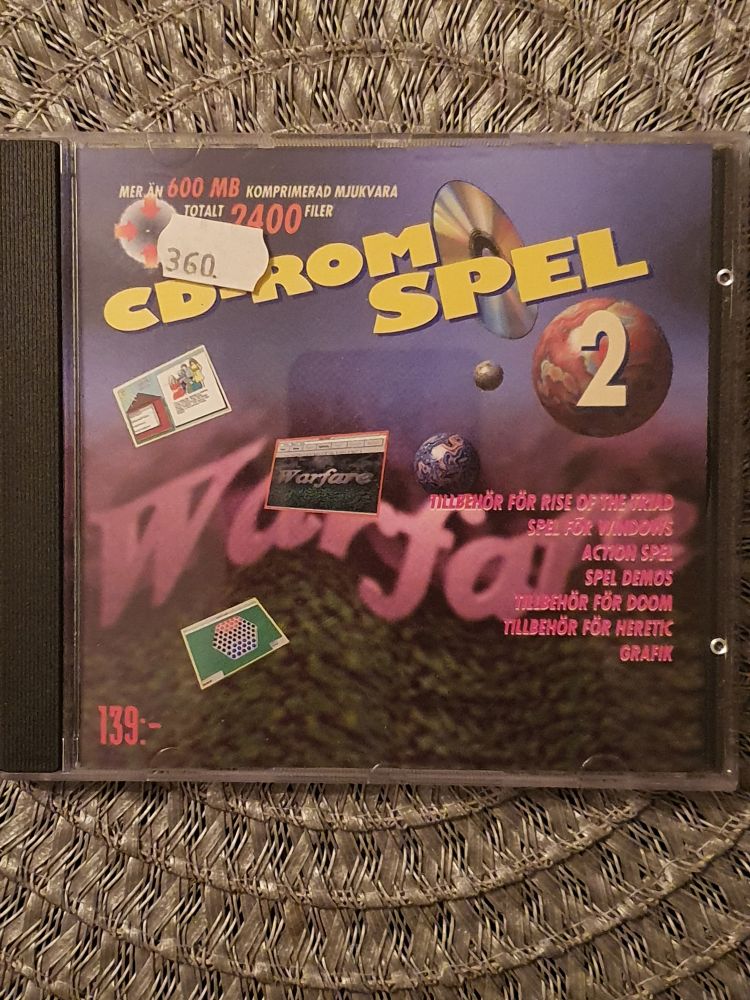 MER ÄN 600 MB KOMPRIMERAD MJUKVARA
TOTALT 2400 FILER
360.
CD-ROM
SPEL
2
Warfare
Warfare
TILLBEHÖR FÖR RISE OF THE TRIAD
SPEL FÖR WINDOWS
ACTION SPEL
SPEL DEMOS
TILLBEHÖR FÖR DOOM
TILLBEHÖR FÖR HERETIC
GRAFIK
139:-